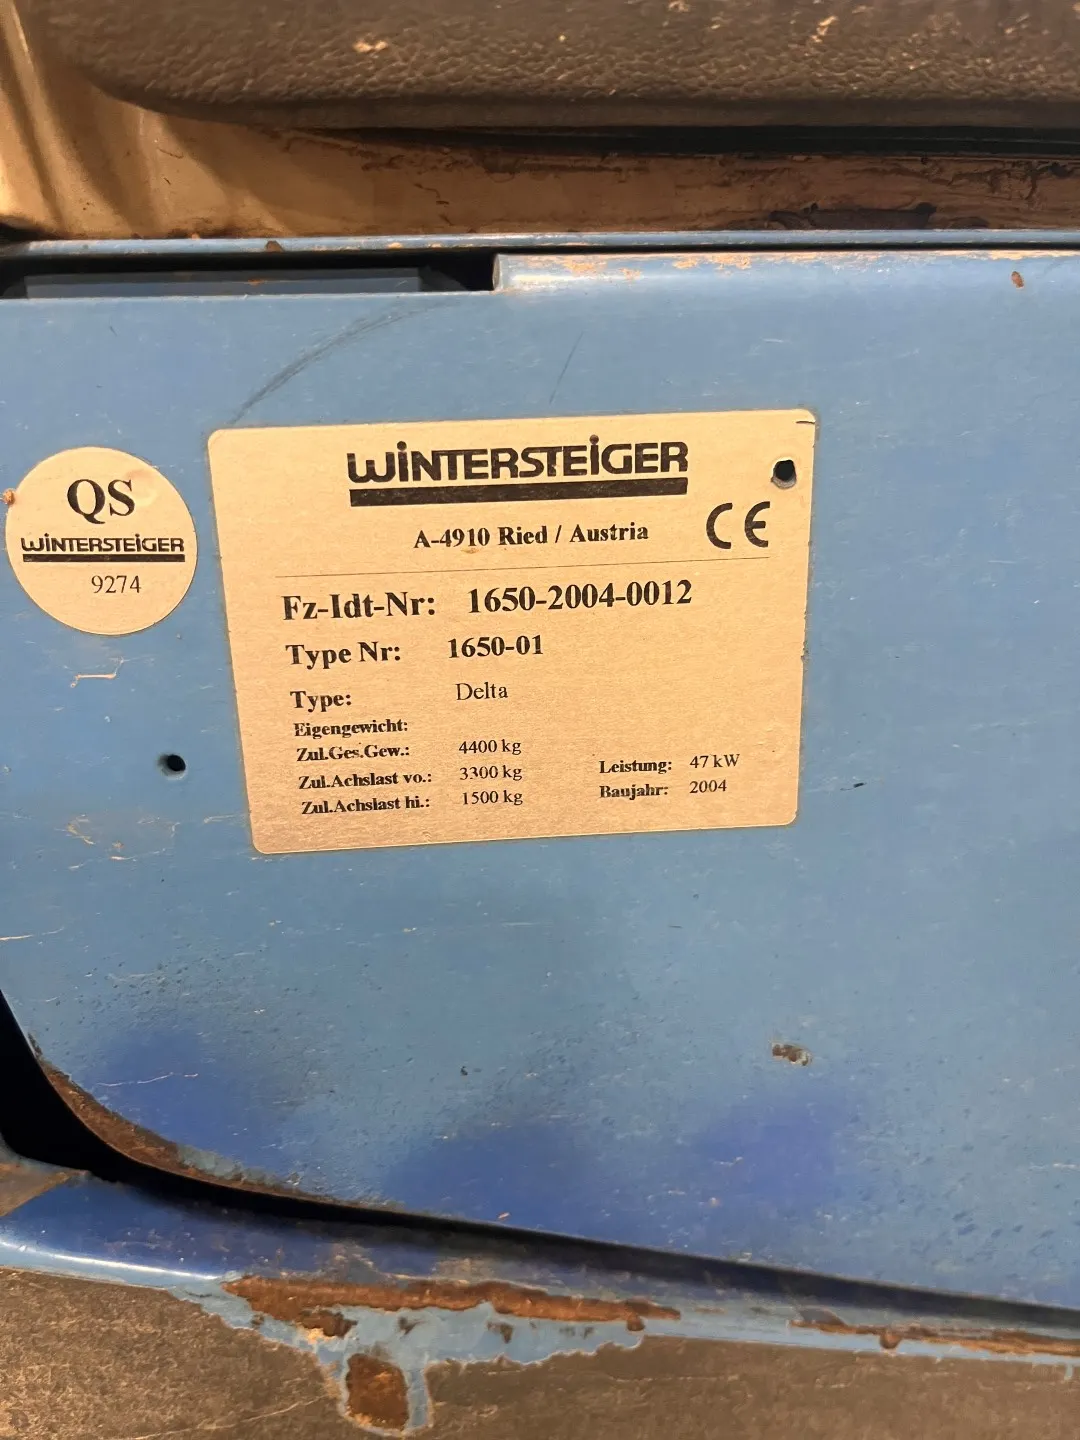 QS
WINTERSTEIGER
9274
WINTERSTEIGER
A-4910 Ried / Austria
CE
Fz-Idt-Nr: 1650-2004-0012
Type Nr: 1650-01
Type: Delta
Eigengewicht:
Zul.Ges.Gew.: 4400 kg
Zul.Achslast vo.: 3300 kg Leistung: 47 kW
Zul.Achslast hi.: 1500 kg Baujahr: 2004